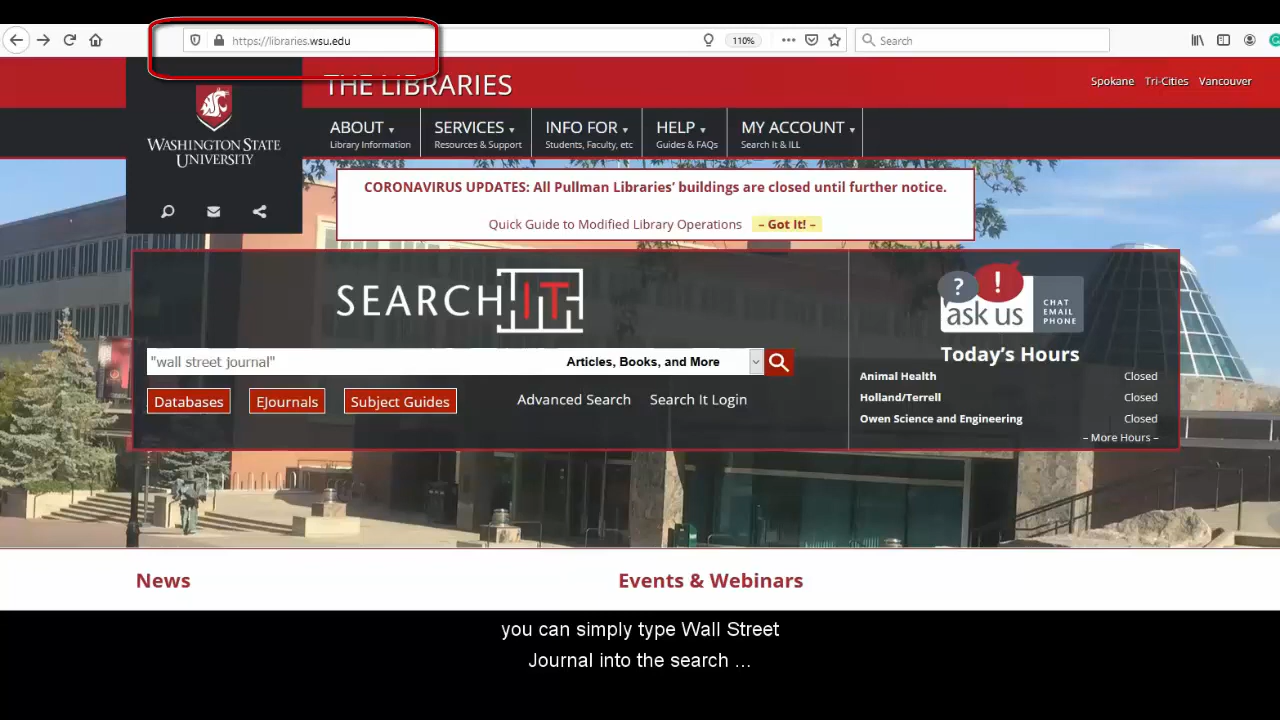 https://libraries.wsu.edu
110%
Search
THE LIBRARIES
Spokane Tri-Cities Vancouver
WASHINGTON STATE
UNIVERSITY
ABOUT
Library Information
SERVICES
Resources & Support
INFO FOR
Students, Faculty, etc
HELP
Guides & FAQs
MY ACCOUNT
Search It & ILL
CORONAVIRUS UPDATES: All Pullman Libraries' buildings are closed until further notice.
Quick Guide to Modified Library Operations – Got It! –
SEARCH IT
"wall street journal" Articles, Books, and More
Databases EJournals Subject Guides Advanced Search Search It Login
? !
ask us
CHAT
EMAIL
PHONE
Today's Hours
Animal Health Closed
Holland/Terrell Closed
Owen Science and Engineering Closed
– More Hours –
News
Events & Webinars
you can simply type Wall Street
Journal into the search ...